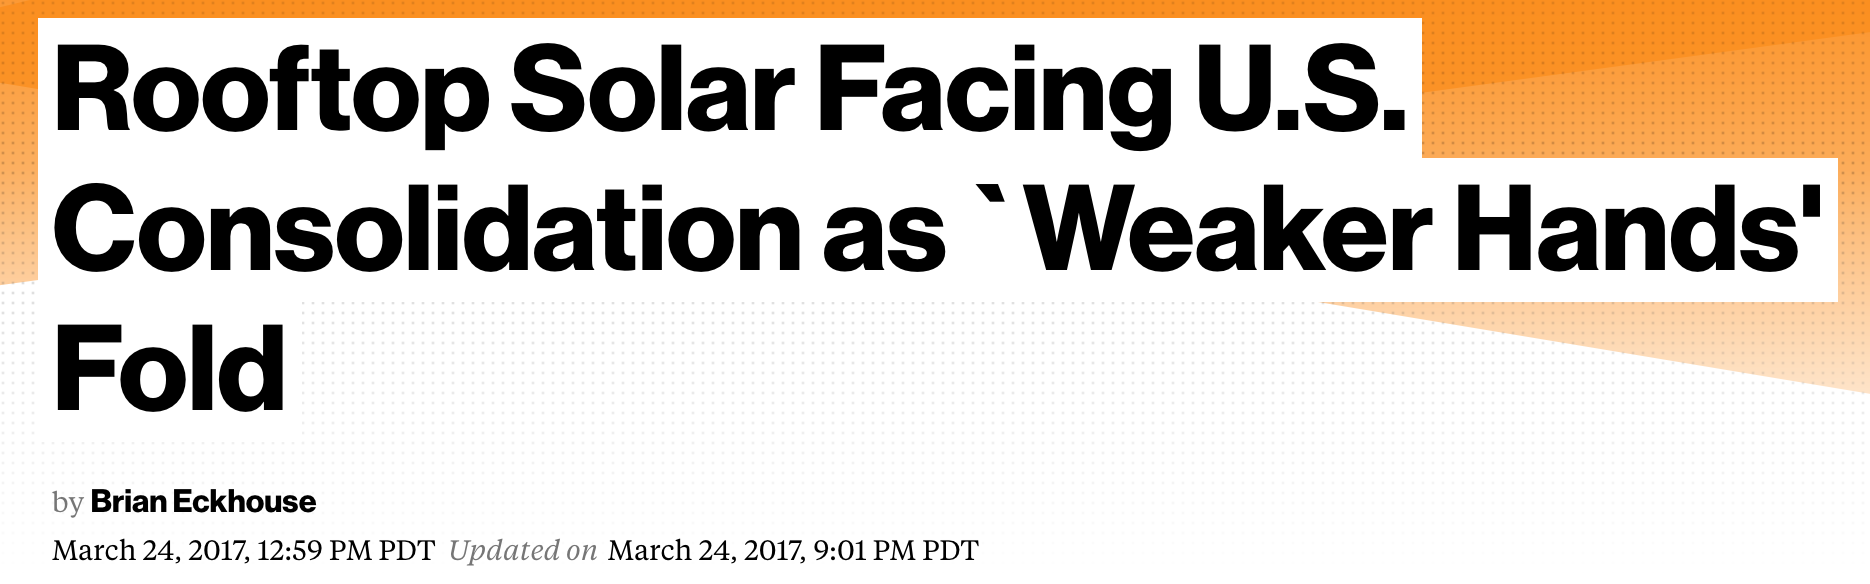 Rooftop Solar Facing U.S.
Consolidation as `Weaker Hands'
Fold
by Brian Eckhouse
March 24, 2017, 12:59 PM PDT Updated on March 24, 2017, 9:01 PM PDT